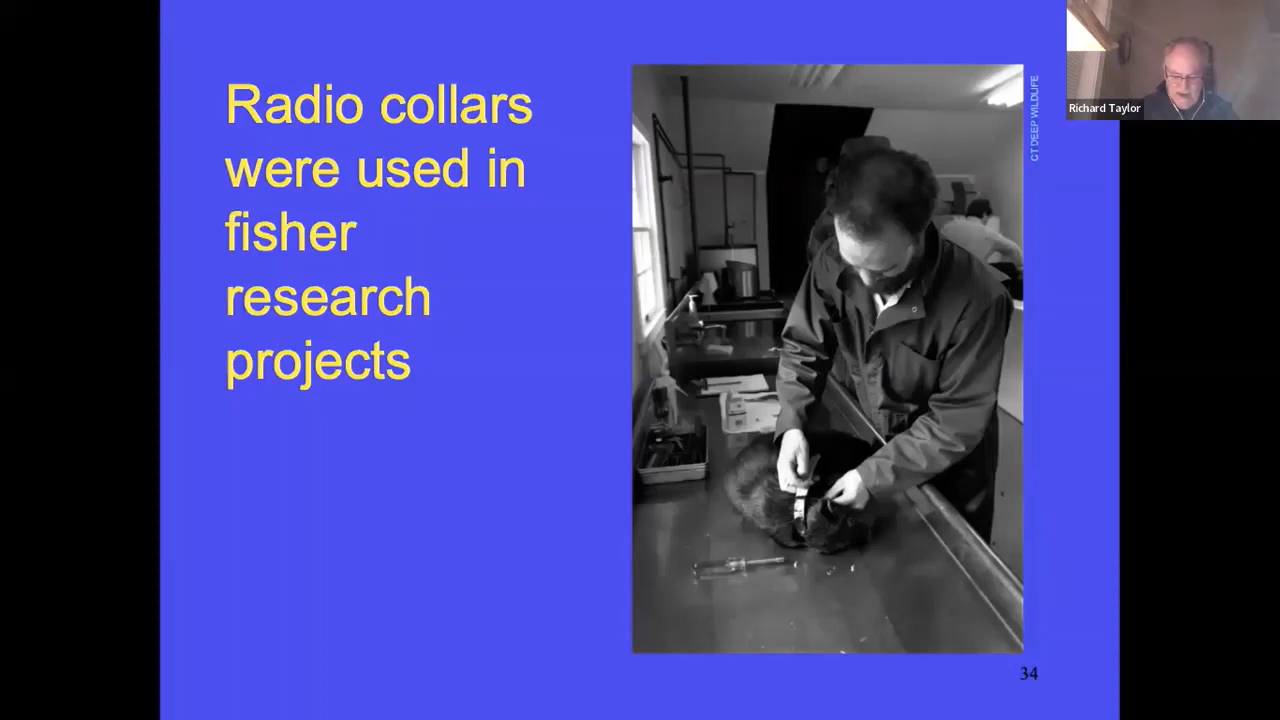 Radio collars
were used in
fisher
research
projects
CT DEEP WILDLIFE
Richard Taylor
34